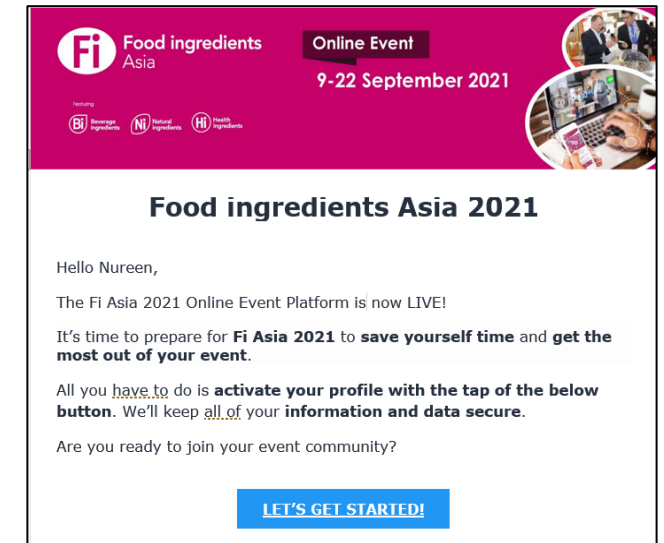 Fi Food ingredients
Asia
Online Event
9-22 September 2021
Featuring
Bi Beverage ingredients Ni Natural ingredients Hi Health ingredients
Food ingredients Asia 2021
Hello Nureen,
The Fi Asia 2021 Online Event Platform is now LIVE!
It's time to prepare for Fi Asia 2021 to save yourself time and get the
most out of your event.
All you have to do is activate your profile with the tap of the below
button. We'll keep all of your information and data secure.
Are you ready to join your event community?
LET'S GET STARTED!